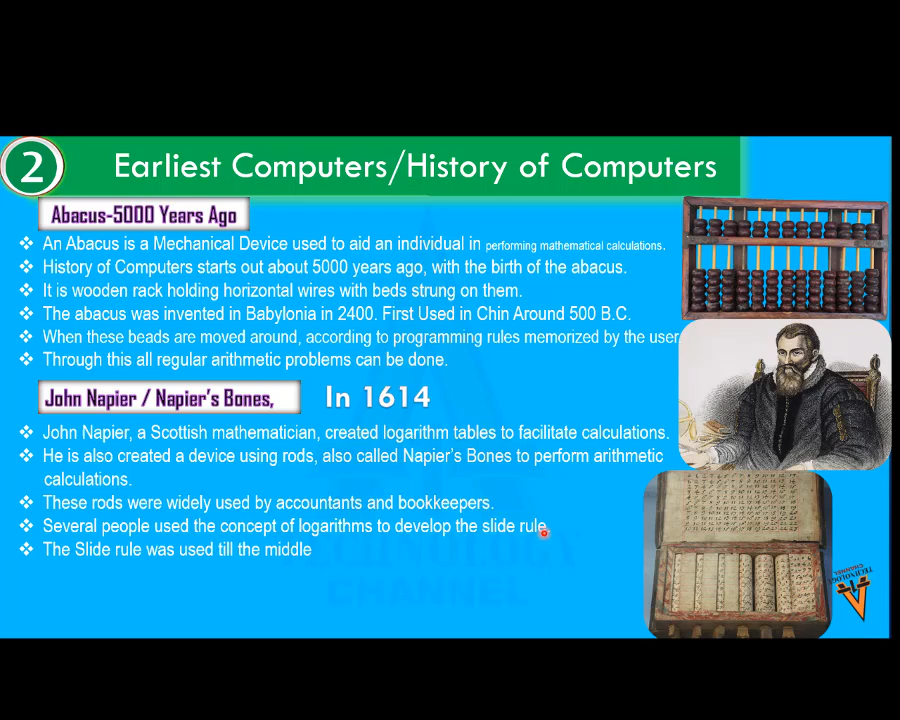 2
Earliest Computers/History of Computers
Abacus-5000 Years Ago
❖ An Abacus is a Mechanical Device used to aid an individual in performing mathematical calculations.
❖ History of Computers starts out about 5000 years ago, with the birth of the abacus.
❖ It is wooden rack holding horizontal wires with beds strung on them.
❖ The abacus was invented in Babylonia in 2400. First Used in Chin Around 500 B.C.
❖ When these beads are moved around, according to programming rules memorized by the user
❖ Through this all regular arithmetic problems can be done.
John Napier / Napier's Bones,
In 1614
❖ John Napier, a Scottish mathematician, created logarithm tables to facilitate calculations.
❖ He is also created a device using rods, also called Napier's Bones to perform arithmetic
calculations.
❖ These rods were widely used by accountants and bookkeepers.
❖ Several people used the concept of logarithms to develop the slide rule
❖ The Slide rule was used till the middle
TECHNOLOGY
CHANNEL
TECHNOLOGY
CHANNEL